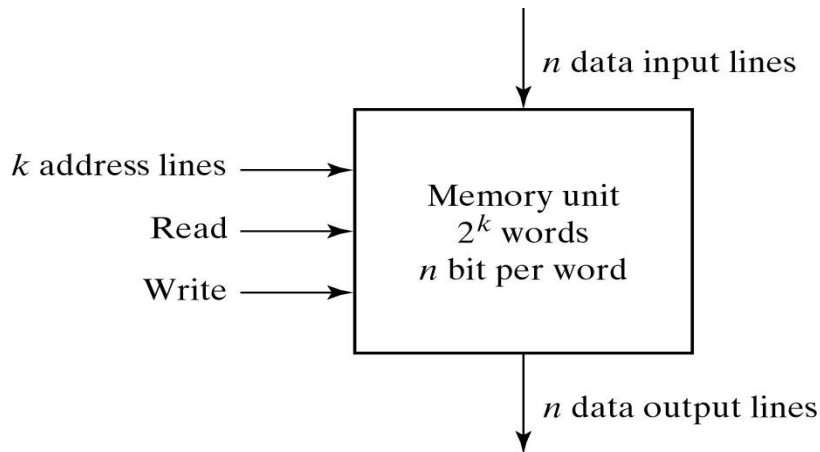 n data input lines
k address lines
Read
Write
Memory unit
2^k words
n bit per word
n data output lines